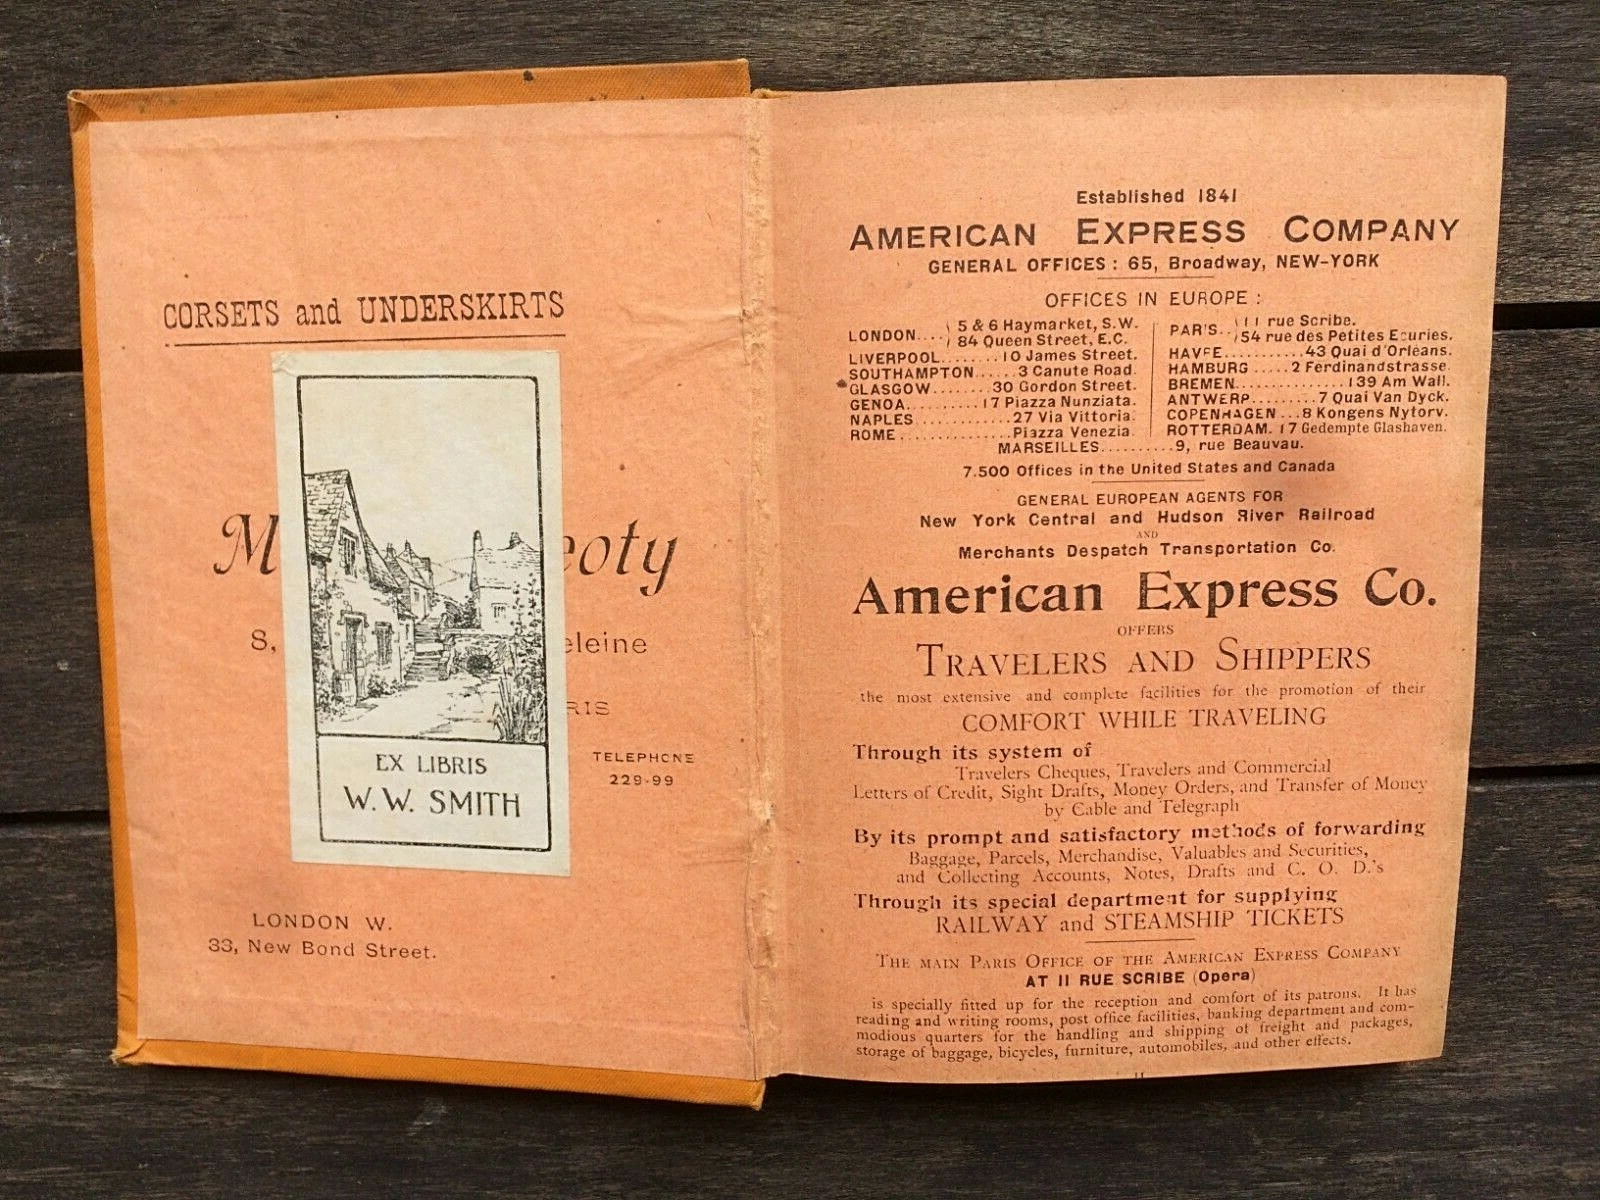 CORSETS and UNDERSKIRTS
EX LIBRIS
W. W. SMITH
8,
TELEPHONE
229-99
LONDON W.
33, New Bond Street.
Established 1841
AMERICAN EXPRESS COMPANY
GENERAL OFFICES : 65, Broadway, NEW-YORK
OFFICES IN EUROPE :
LONDON.... 5 & 6 Haymarket, S.W.
84 Queen Street, E.C.
LIVERPOOL........10 James Street.
SOUTHAMPTON......3 Canute Road.
GLASGOW.......30 Gordon Street.
GENOA..........17 Piazza Nunziata.
NAPLES............27 Via Vittoria.
ROME..............Piazza Venezia.
PARIS.. 11 rue Scribe.
54 rue des Petites Ecuries.
HAVRE...........43 Quai d'Orléans.
HAMBURG.....2 Ferdinandstrasse.
BREMEN...............139 Am Wall.
ANTWERP.........7 Quai Van Dyck.
COPENHAGEN...8 Kongens Nytorv.
ROTTERDAM. 17 Gedempte Glashaven.
MARSEILLES..........9, rue Beauvau.
7.500 Offices in the United States and Canada
GENERAL EUROPEAN AGENTS FOR
New York Central and Hudson River Railroad
AND
Merchants Despatch Transportation Co.
American Express Co.
OFFERS
TRAVELERS AND SHIPPERS
the most extensive and complete facilities for the promotion of their
COMFORT WHILE TRAVELING
Through its system of
Travelers Cheques, Travelers and Commercial
Letters of Credit, Sight Drafts, Money Orders, and Transfer of Money
by Cable and Telegraph
By its prompt and satisfactory methods of forwarding
Baggage, Parcels, Merchandise, Valuables and Securities,
and Collecting Accounts, Notes, Drafts and C. O. D.'s
Through its special department for supplying
RAILWAY and STEAMSHIP TICKETS
THE MAIN PARIS OFFICE OF THE AMERICAN EXPRESS COMPANY
AT 11 RUE SCRIBE (Opera)
is specially fitted up for the reception and comfort of its patrons. It has
reading and writing rooms, post office facilities, banking department and com-
modious quarters for the handling and shipping of freight and packages,
storage of baggage, bicycles, furniture, automobiles, and other effects.